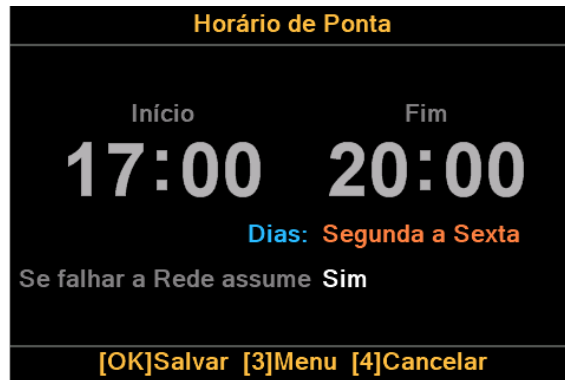 Horário de Ponta
Início Fim
17:00 20:00
Dias: Segunda a Sexta
Se falhar a Rede assume Sim
[OK]Salvar [3]Menu [4]Cancelar